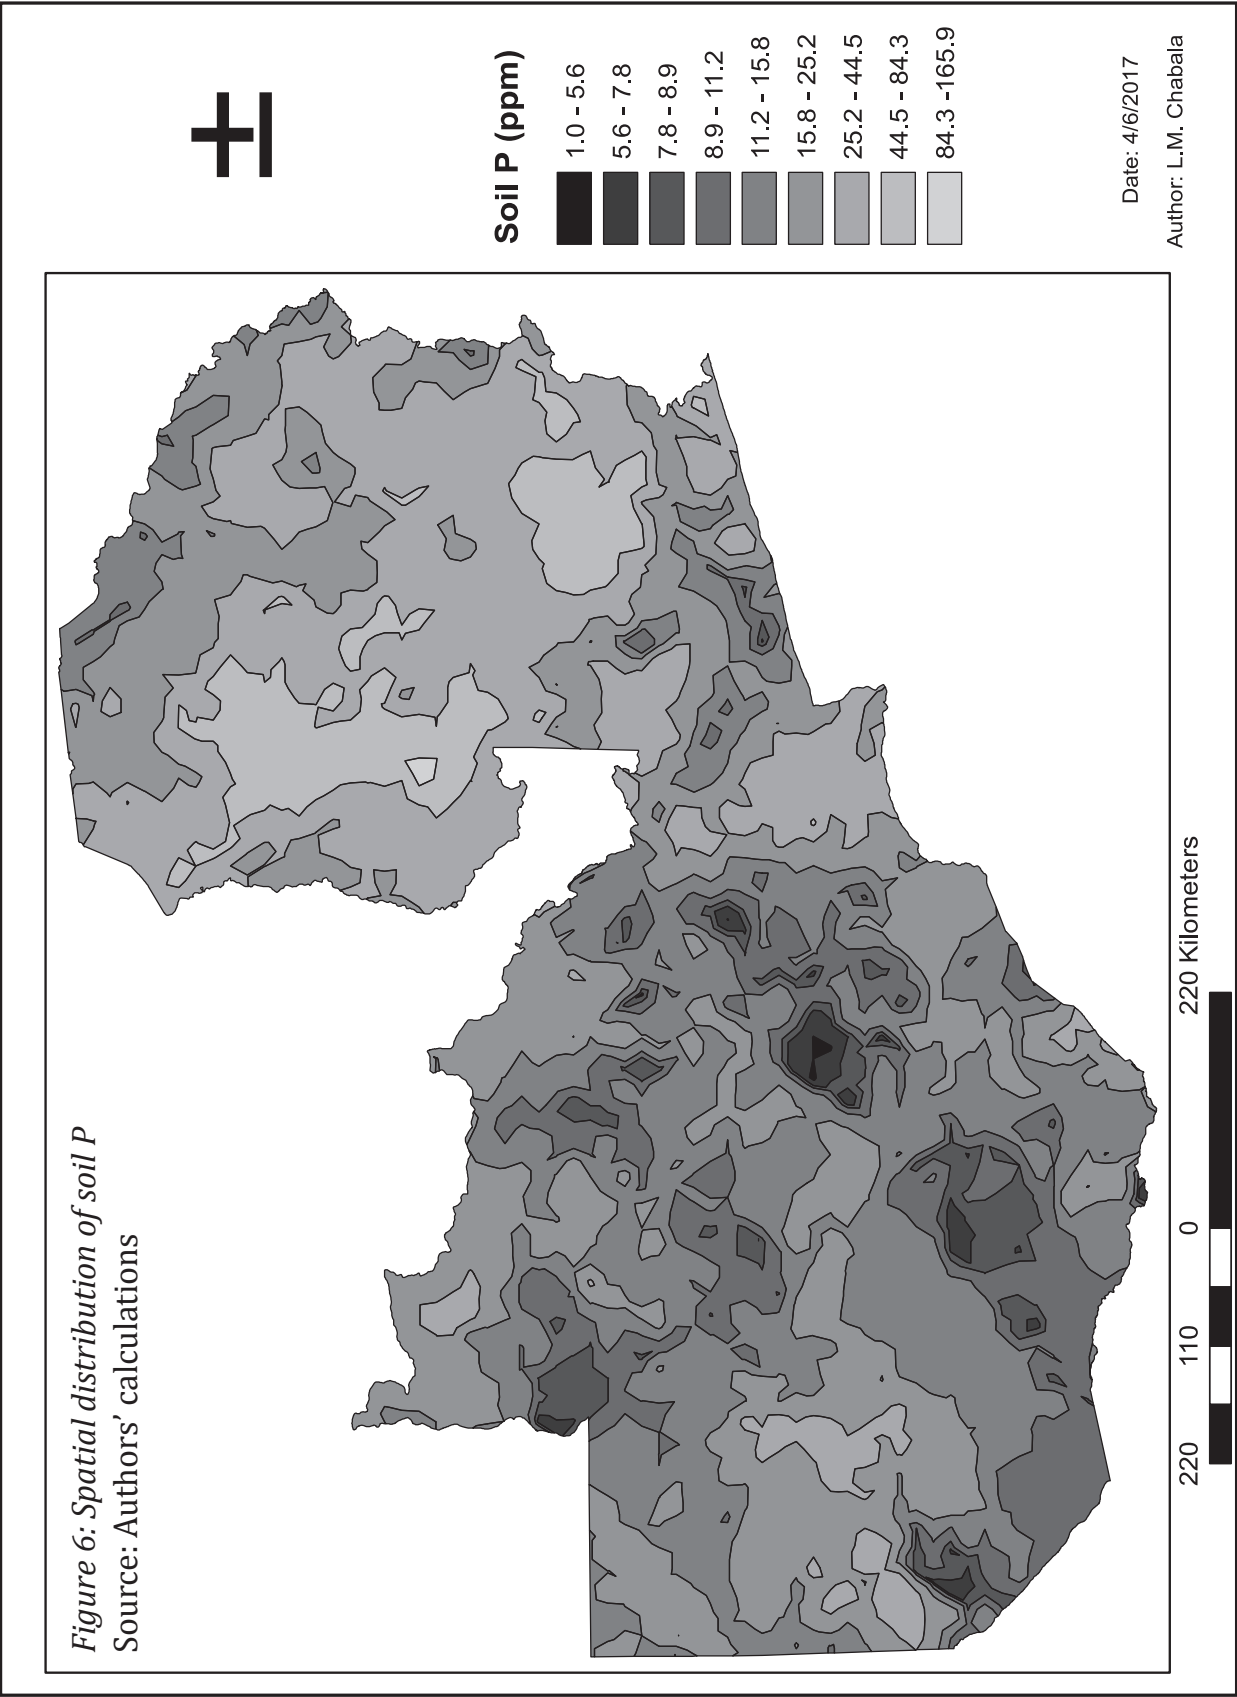 Figure 6: Spatial distribution of soil P
Source: Authors’ calculations
Soil P (ppm)
1.0 - 5.6
5.6 - 7.8
7.8 - 8.9
8.9 - 11.2
11.2 - 15.8
15.8 - 25.2
25.2 - 44.5
44.5 - 84.3
84.3 -165.9
Date: 4/6/2017
Author: L.M. Chabala
220 110 0 220 Kilometers